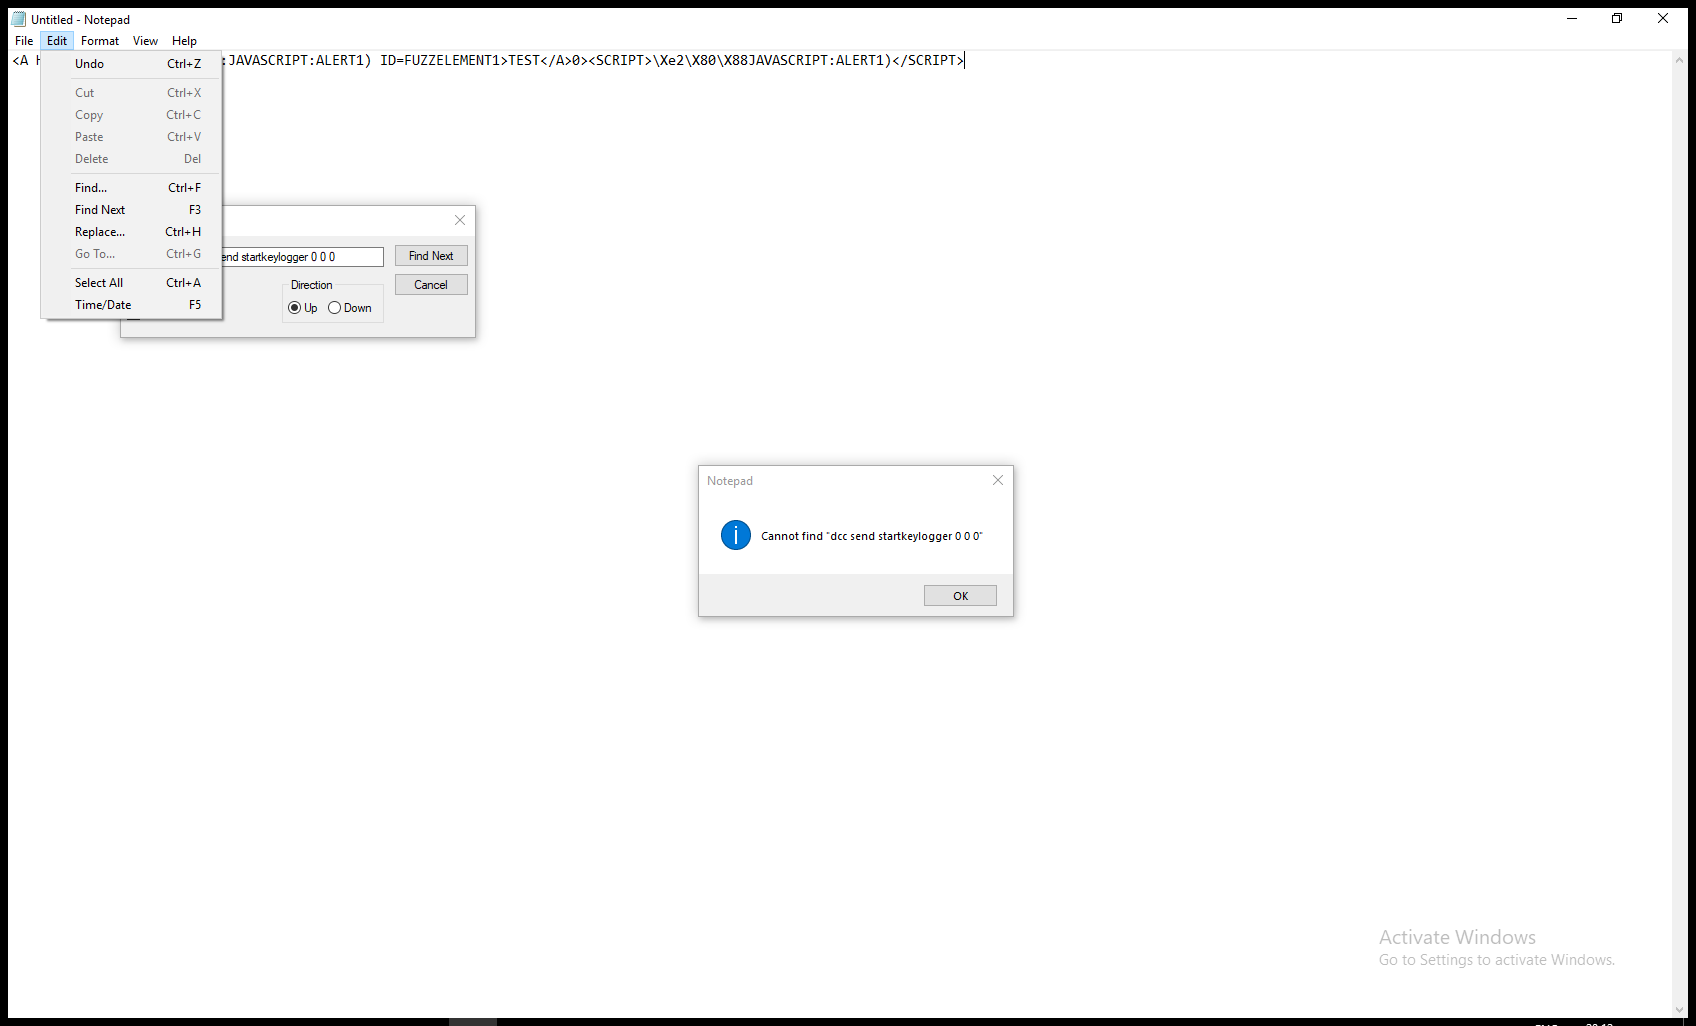 Untitled - Notepad
File Edit Format View Help
<A H :JAVASCRIPT:ALERT1) ID=FUZZELEMENT1>TEST</A>0><SCRIPT>\Xe2\X80\X88JAVASCRIPT:ALERT1)</SCRIPT>
Undo Ctrl+Z
Cut Ctrl+X
Copy Ctrl+C
Paste Ctrl+V
Delete Del
Find... Ctrl+F
Find Next F3
Replace... Ctrl+H
Go To... Ctrl+G
Select All Ctrl+A
Time/Date F5
end startkeylogger 0 0 0
Find Next
Direction
Cancel
Up Down
Notepad
Cannot find "dcc send startkeylogger 0 0 0"
OK
Activate Windows
Go to Settings to activate Windows.